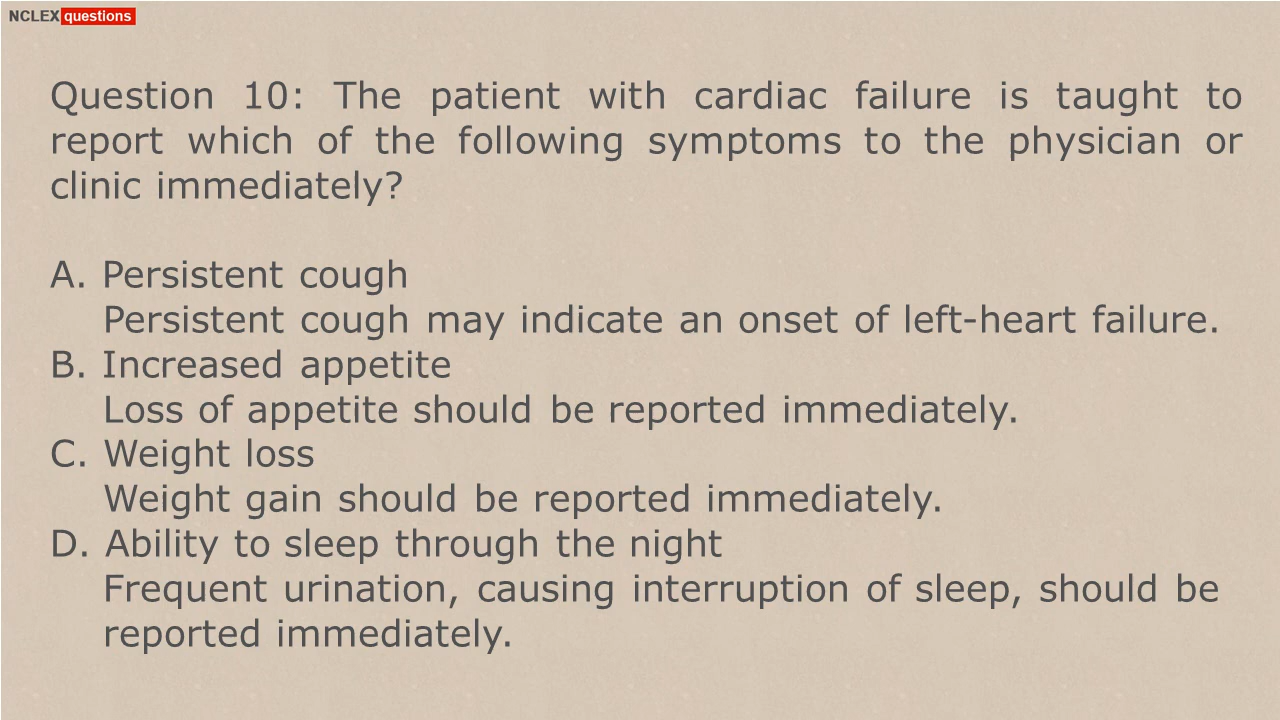 NCLEX questions
Question 10: The patient with cardiac failure is taught to
report which of the following symptoms to the physician or
clinic immediately?
A. Persistent cough
Persistent cough may indicate an onset of left-heart failure.
B. Increased appetite
Loss of appetite should be reported immediately.
C. Weight loss
Weight gain should be reported immediately.
D. Ability to sleep through the night
Frequent urination, causing interruption of sleep, should be
reported immediately.